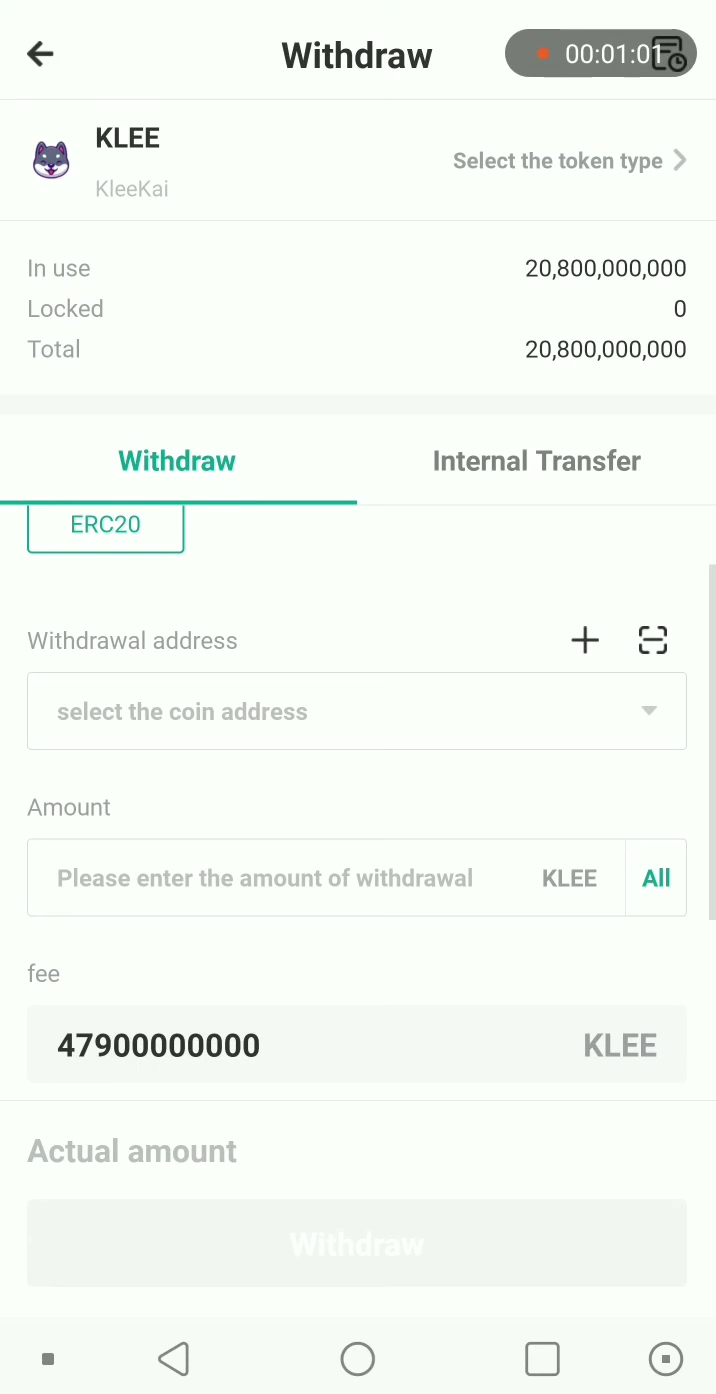 Withdraw
00:01:01
KLEE
KleeKai
Select the token type
In use 20,800,000,000
Locked 0
Total 20,800,000,000
Withdraw Internal Transfer
ERC20
Withdrawal address
select the coin address
Amount
Please enter the amount of withdrawal KLEE All
fee
47900000000 KLEE
Actual amount
Withdraw